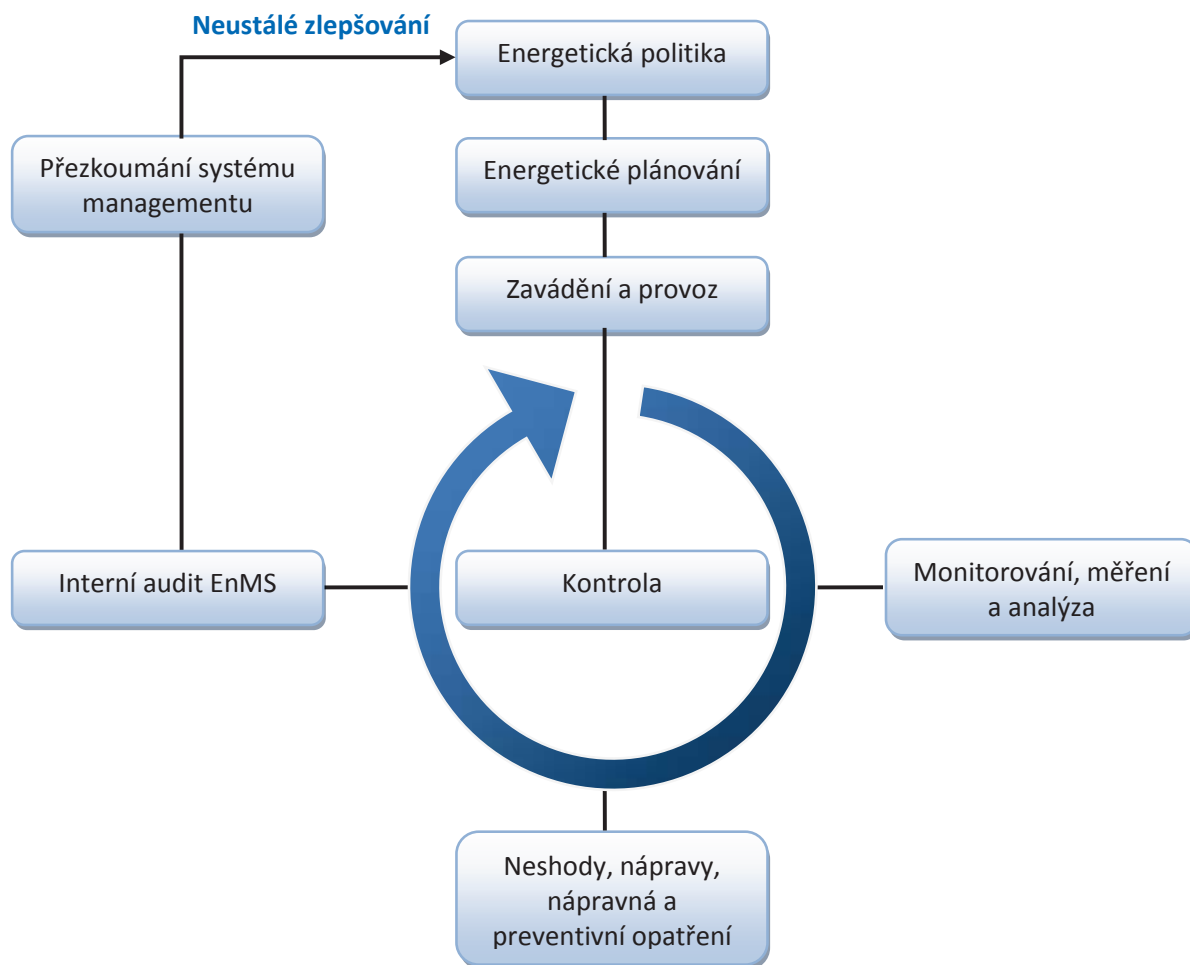 Neustálé zlepšování
Energetická politika
Přezkoumání systému
managementu
Energetické plánování
Zavádění a provoz
Interní audit EnMS
Kontrola
Monitorování, měření
a analýza
Neshody, nápravy,
nápravná a
preventivní opatření